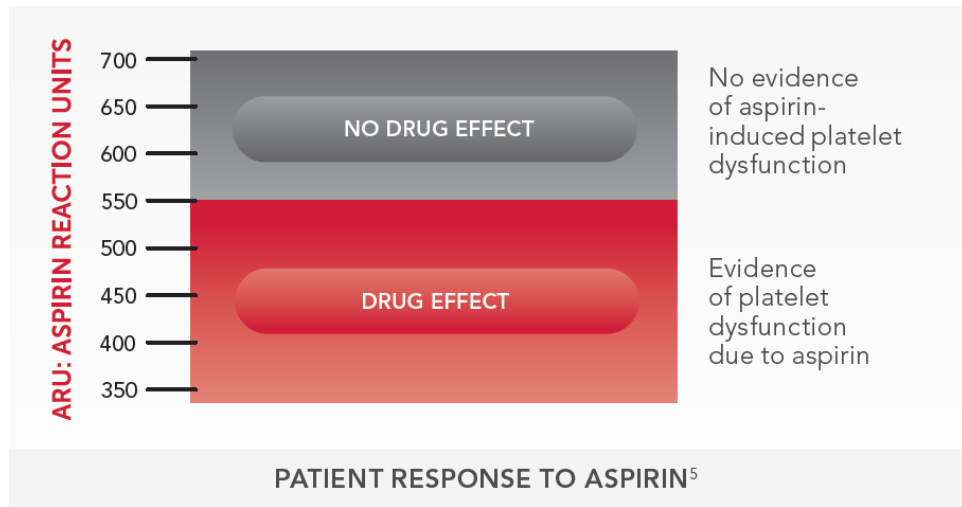 ARU: ASPIRIN REACTION UNITS
700
650
600
550
500
450
400
350
NO DRUG EFFECT
DRUG EFFECT
No evidence
of aspirin-
induced platelet
dysfunction
Evidence
of platelet
dysfunction
due to aspirin
PATIENT RESPONSE TO ASPIRIN⁵